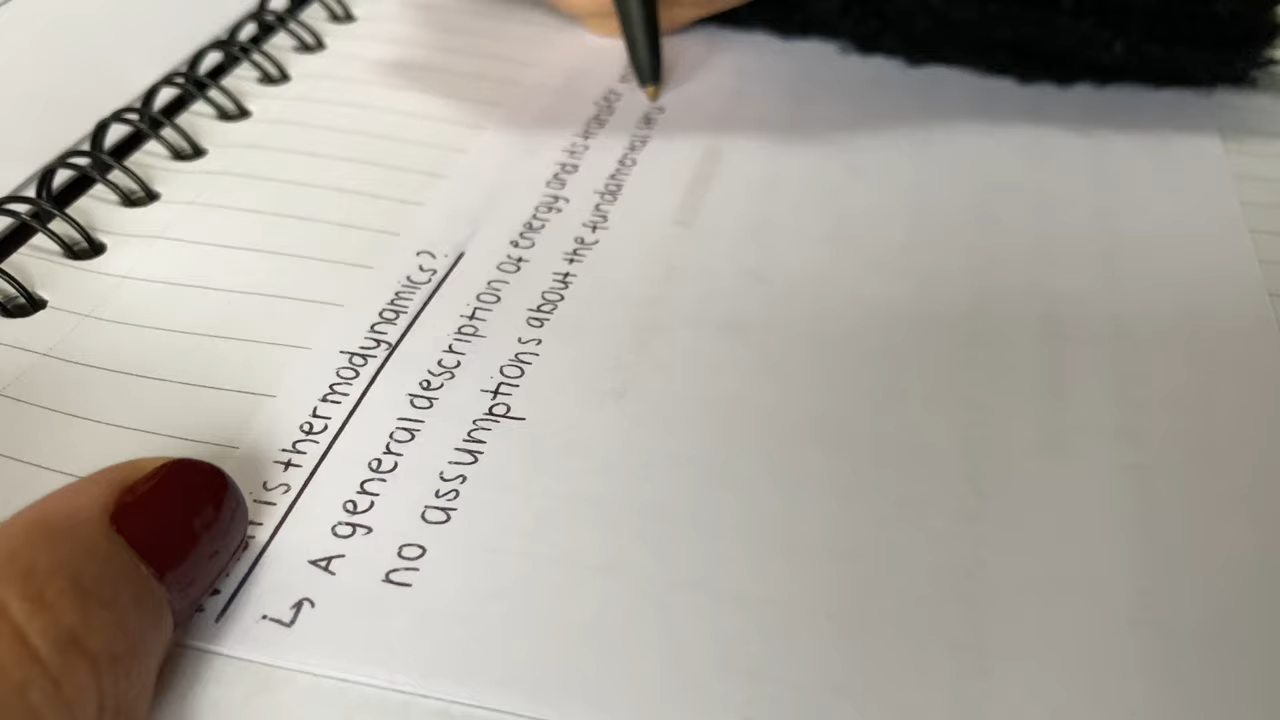 is thermodynamics?
↳ A general description of energy and its transfer
no assumptions about the fundamental